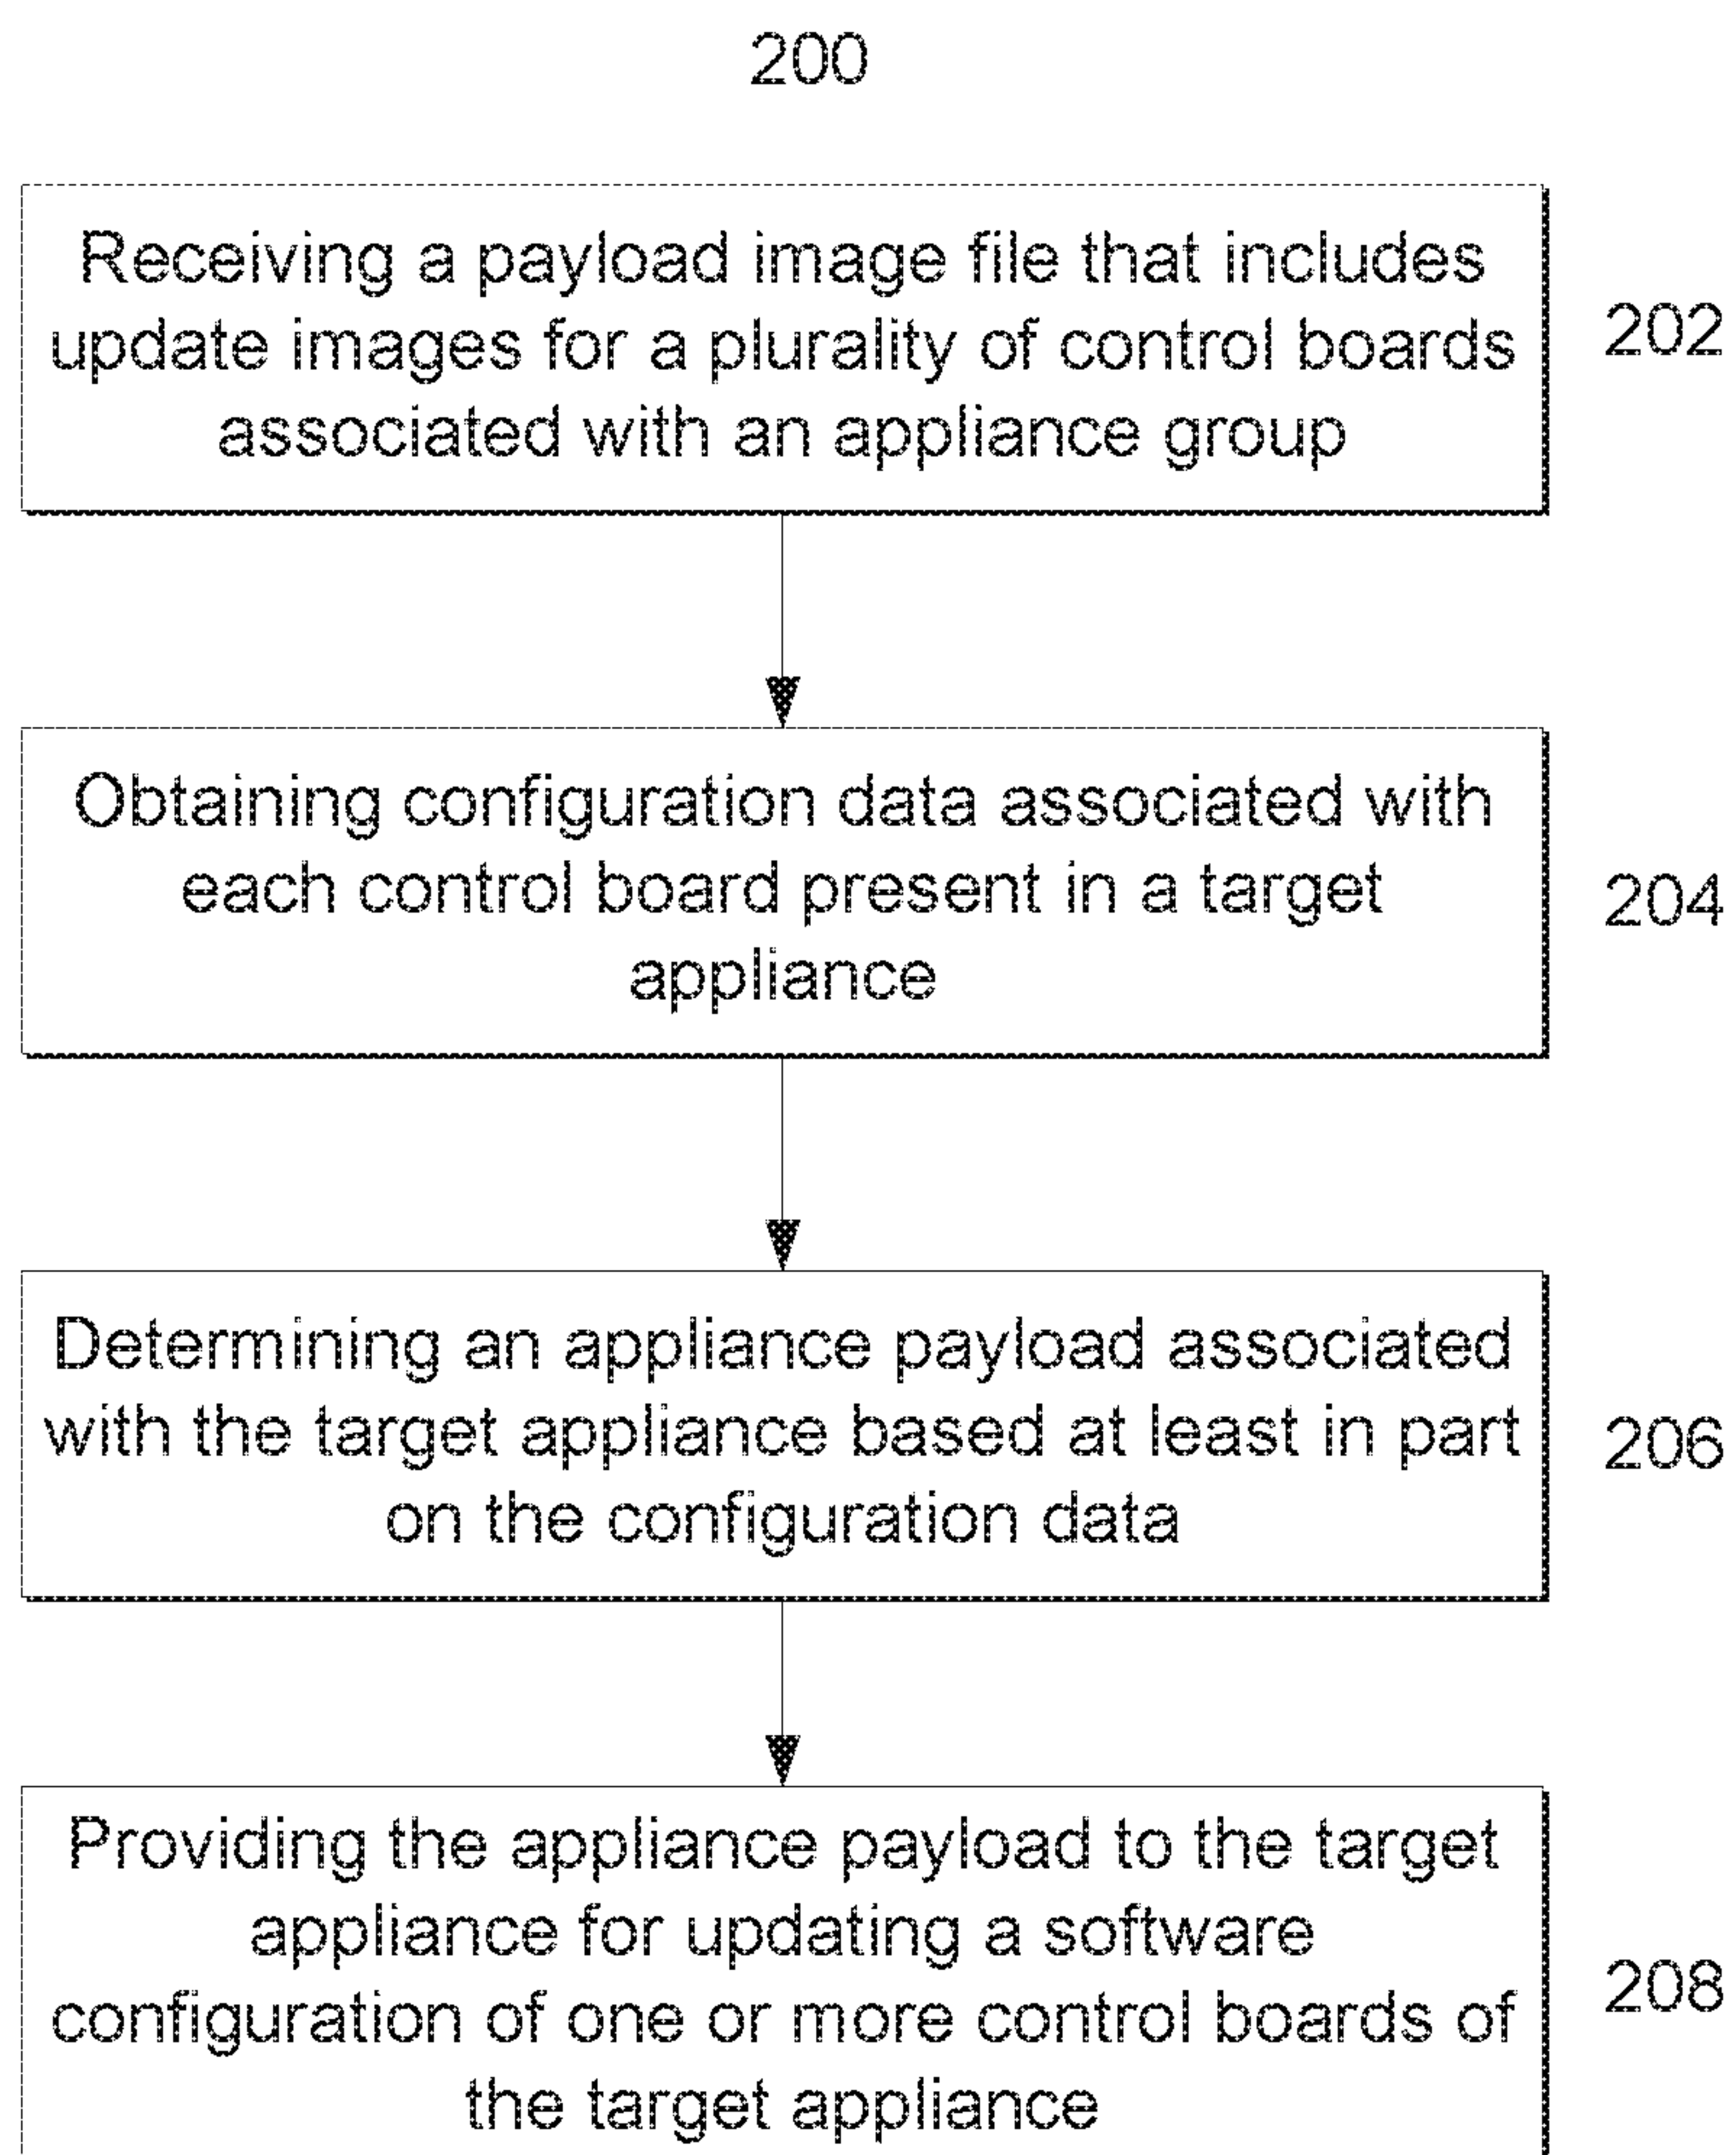 200
Receiving a payload image file that includes
update images for a plurality of control boards
associated with an appliance group
202
Obtaining configuration data associated with
each control board present in a target
appliance
204
Determining an appliance payload associated
with the target appliance based at least in part
on the configuration data
206
Providing the appliance payload to the target
appliance for updating a software
configuration of one or more control boards of
the target appliance
208